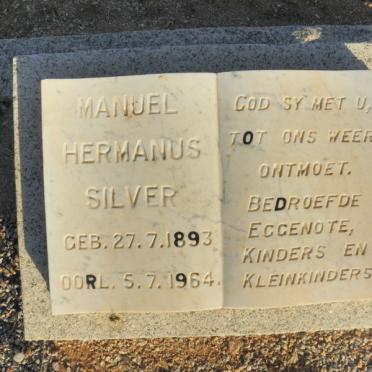 MANUEL
HERMANUS
SILVER
GEB. 27.7.1893
OORL. 5.7.1964.
GOD SY MET U,
TOT ONS WEER
ONTMOET.
BEDROEFDE
EGGENOTE,
KINDERS EN
KLEINKINDERS